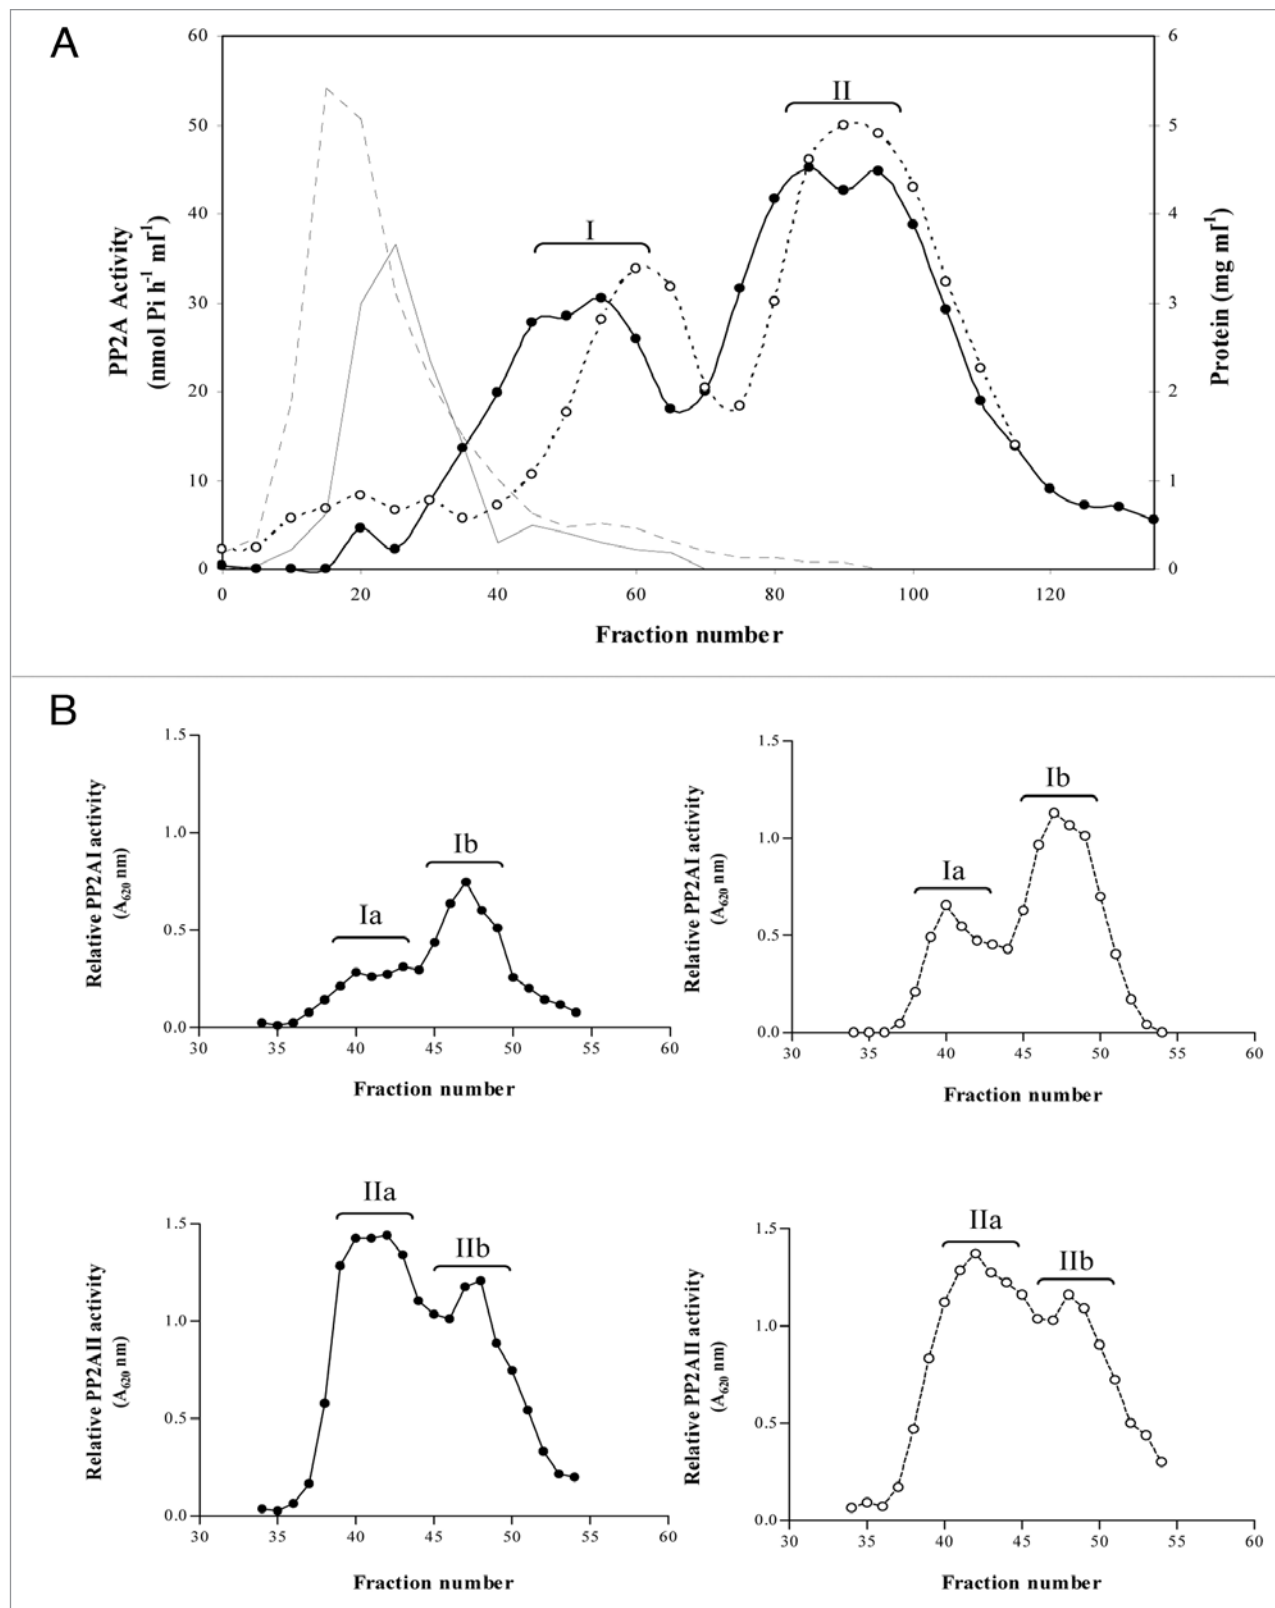 A
60
50
40
30
20
10
0
PP2A Activity
(nmol Pi h⁻¹ ml¹)
6
5
4
3
2
1
0
Protein (mg ml¹)
I
II
0 20 40 60 80 100 120
Fraction number
B
1.5
1.0
0.5
0.0
Relative PP2AI activity
(A₆₂₀ nm)
Ia
Ib
30 35 40 45 50 55 60
Fraction number
1.5
1.0
0.5
0.0
Relative PP2AI activity
(A₆₂₀ nm)
Ia
Ib
30 35 40 45 50 55 60
Fraction number
1.5
1.0
0.5
0.0
Relative PP2AII activity
(A₆₂₀ nm)
IIa
IIb
30 35 40 45 50 55 60
Fraction number
1.5
1.0
0.5
0.0
Relative PP2AII activity
(A₆₂₀ nm)
IIa
IIb
30 35 40 45 50 55 60
Fraction number